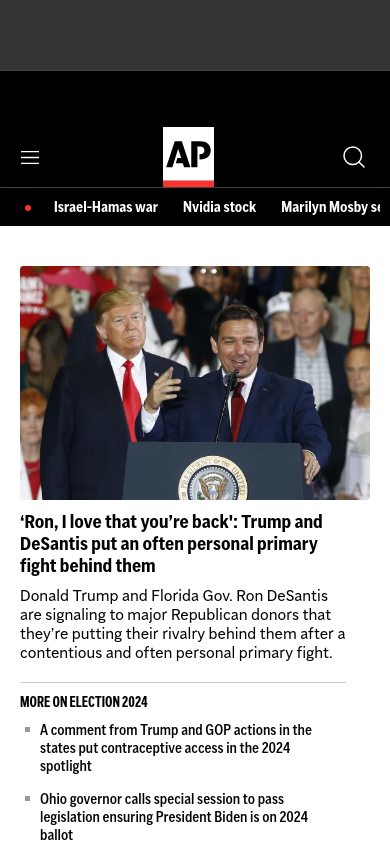 AP
Israel-Hamas war
Nvidia stock
Marilyn Mosby se
‘Ron, I love that you’re back': Trump and
DeSantis put an often personal primary
fight behind them
Donald Trump and Florida Gov. Ron DeSantis
are signaling to major Republican donors that
they’re putting their rivalry behind them after a
contentious and often personal primary fight.
MORE ON ELECTION 2024
A comment from Trump and GOP actions in the
states put contraceptive access in the 2024
spotlight
Ohio governor calls special session to pass
legislation ensuring President Biden is on 2024
ballot